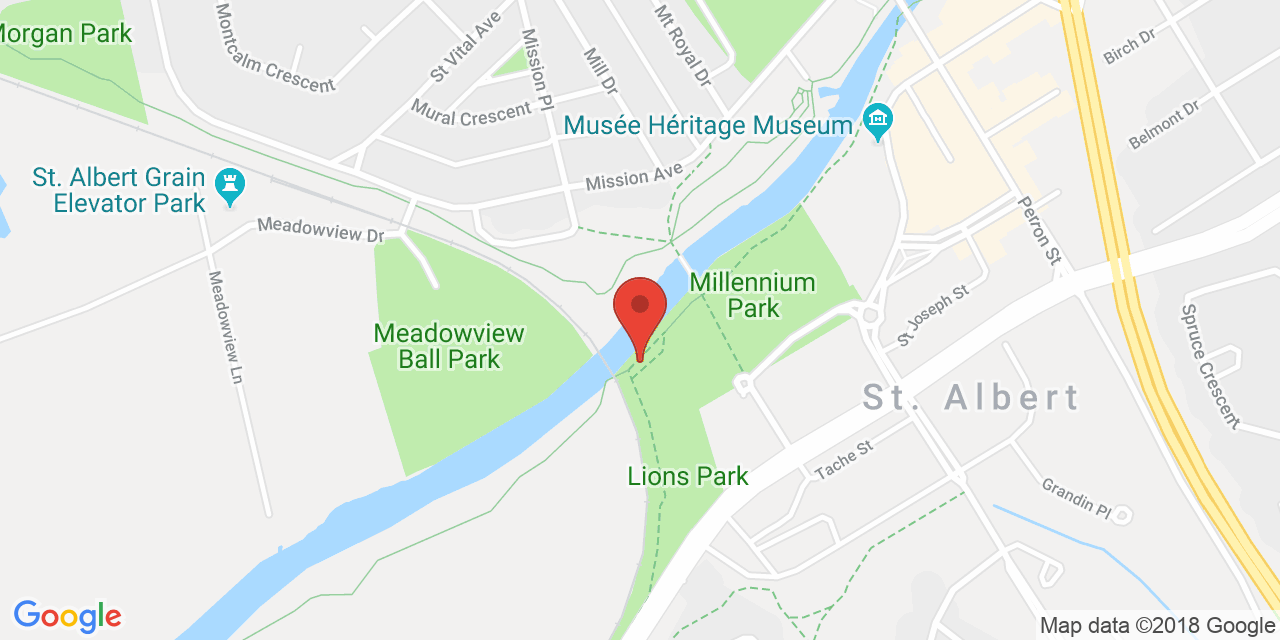 Morgan Park
Montcalm Crescent
St Vital Ave
Mission Pl
Mill Dr
Mt Royal Dr
Mural Crescent
Birch Dr
Belmont Dr
Musée Héritage Museum
Mission Ave
St. Albert Grain
Elevator Park
Meadowview Dr
Perron St
Meadowview Ln
Millennium
Park
St Joseph St
Spruce Crescent
Meadowview
Ball Park
St. Albert
Lions Park
Tache St
Grandin Pl
Google
Map data ©2018 Google